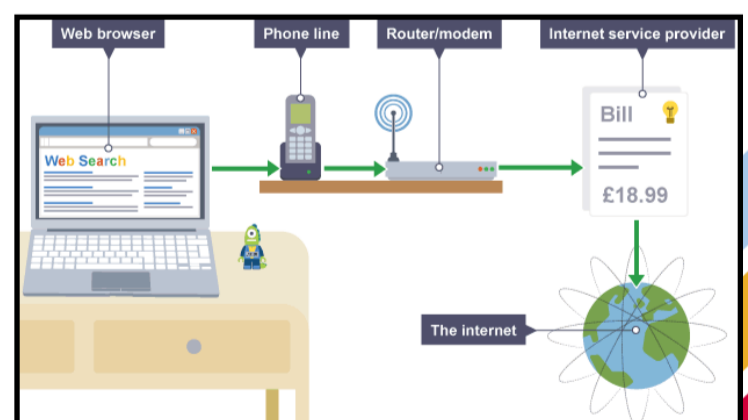 Web browser
Phone line
Router/modem
Internet service provider
Web Search
Bill
£18.99
The internet